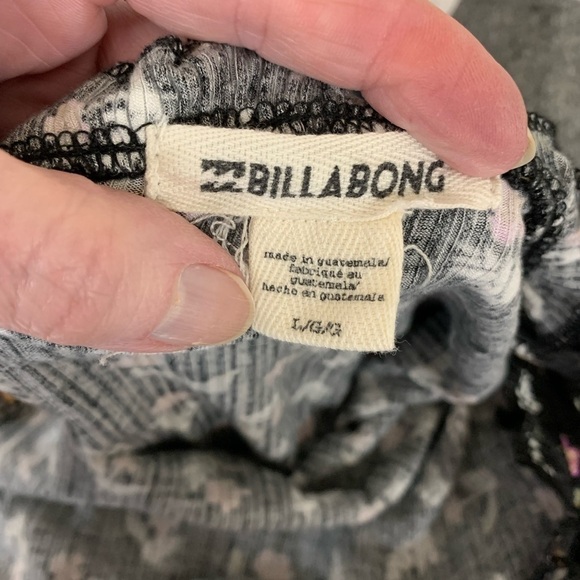 BILLABONG
made in guatemala/
fabriqué au
guatemala/
hecho en guatemala
L/G/G